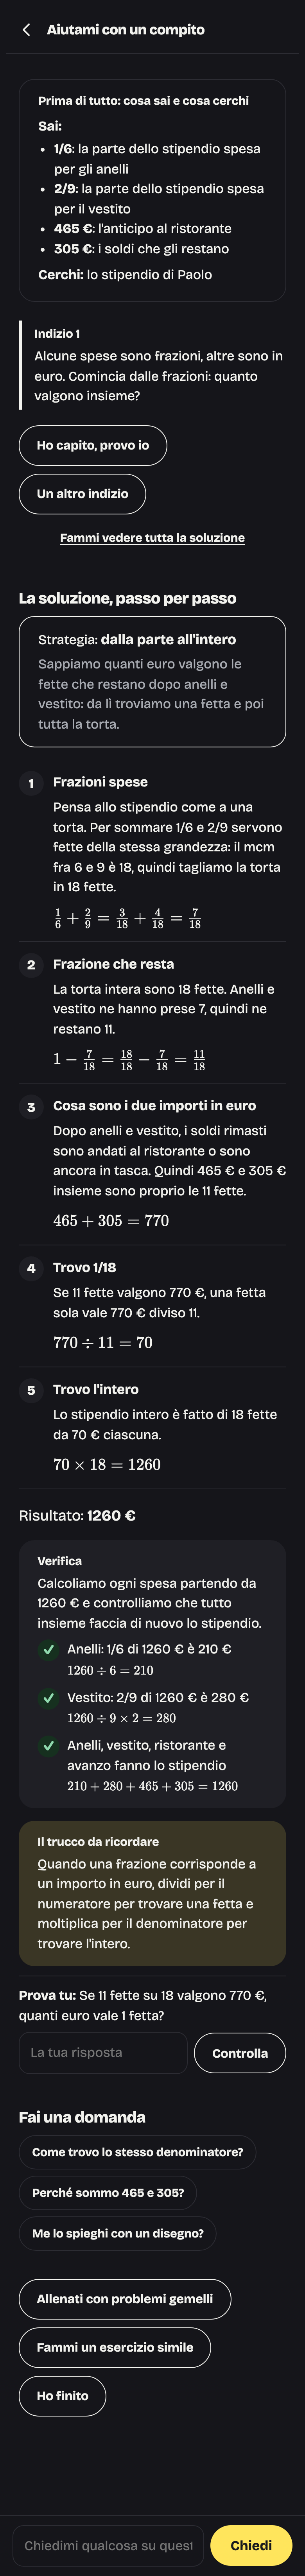 Aiutami con un compito
Prima di tutto: cosa sai e cosa cerchi
Sai:
• 1/6: la parte dello stipendio spesa
per gli anelli
• 2/9: la parte dello stipendio spesa
per il vestito
• 465 €: l'anticipo al ristorante
• 305 €: i soldi che gli restano
Cerchi: lo stipendio di Paolo
Indizio 1
Alcune spese sono frazioni, altre sono in
euro. Comincia dalle frazioni: quanto
valgono insieme?
Ho capito, provo io
Un altro indizio
Fammi vedere tutta la soluzione
La soluzione, passo per passo
Strategia: dalla parte all'intero
Sappiamo quanti euro valgono le
fette che restano dopo anelli e
vestito: da lì troviamo una fetta e poi
tutta la torta.
1 Frazioni spese
Pensa allo stipendio come a una
torta. Per sommare 1/6 e 2/9 servono
fette della stessa grandezza: il mcm
fra 6 e 9 è 18, quindi tagliamo la torta
in 18 fette.
1/6 + 2/9 = 3/18 + 4/18 = 7/18
2 Frazione che resta
La torta intera sono 18 fette. Anelli e
vestito ne hanno prese 7, quindi ne
restano 11.
1 − 7/18 = 18/18 − 7/18 = 11/18
3 Cosa sono i due importi in euro
Dopo anelli e vestito, i soldi rimasti
sono andati al ristorante o sono
ancora in tasca. Quindi 465 € e 305 €
insieme sono proprio le 11 fette.
465 + 305 = 770
4 Trovo 1/18
Se 11 fette valgono 770 €, una fetta
sola vale 770 € diviso 11.
770 ÷ 11 = 70
5 Trovo l'intero
Lo stipendio intero è fatto di 18 fette
da 70 € ciascuna.
70 × 18 = 1260
Risultato: 1260 €
Verifica
Calcoliamo ogni spesa partendo da
1260 € e controlliamo che tutto
insieme faccia di nuovo lo stipendio.
Anelli: 1/6 di 1260 € è 210 €
1260 ÷ 6 = 210
Vestito: 2/9 di 1260 € è 280 €
1260 ÷ 9 × 2 = 280
Anelli, vestito, ristorante e
avanzo fanno lo stipendio
210 + 280 + 465 + 305 = 1260
Il trucco da ricordare
Quando una frazione corrisponde a
un importo in euro, dividi per il
numeratore per trovare una fetta e
moltiplica per il denominatore per
trovare l'intero.
Prova tu: Se 11 fette su 18 valgono 770 €,
quanti euro vale 1 fetta?
La tua risposta
Controlla
Fai una domanda
Come trovo lo stesso denominatore?
Perché sommo 465 e 305?
Me lo spieghi con un disegno?
Allenati con problemi gemelli
Fammi un esercizio simile
Ho finito
Chiedimi qualcosa su quest
Chiedi